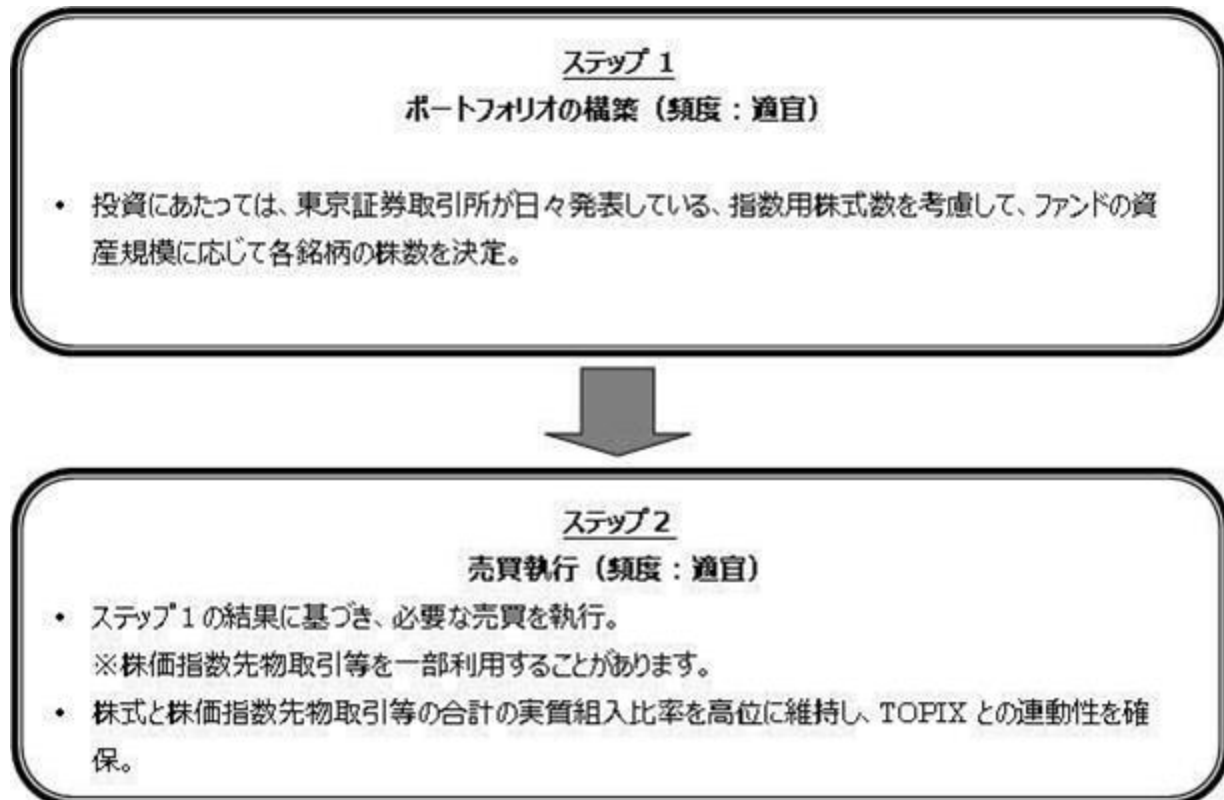 ステップ 1
ポートフォリオの構築（頻度：適宜）
• 投資にあたっては、東京証券取引所が日々発表している、指数用株式数を考慮して、ファンドの資
産規模に応じて各銘柄の株数を決定。
ステップ 2
売買執行（頻度：適宜）
• ステップ 1 の結果に基づき、必要な売買を執行。
※株価指数先物取引等を一部利用することがあります。
• 株式と株価指数先物取引等の合計の実質組入比率を高位に維持し、TOPIX との連動性を確
保。